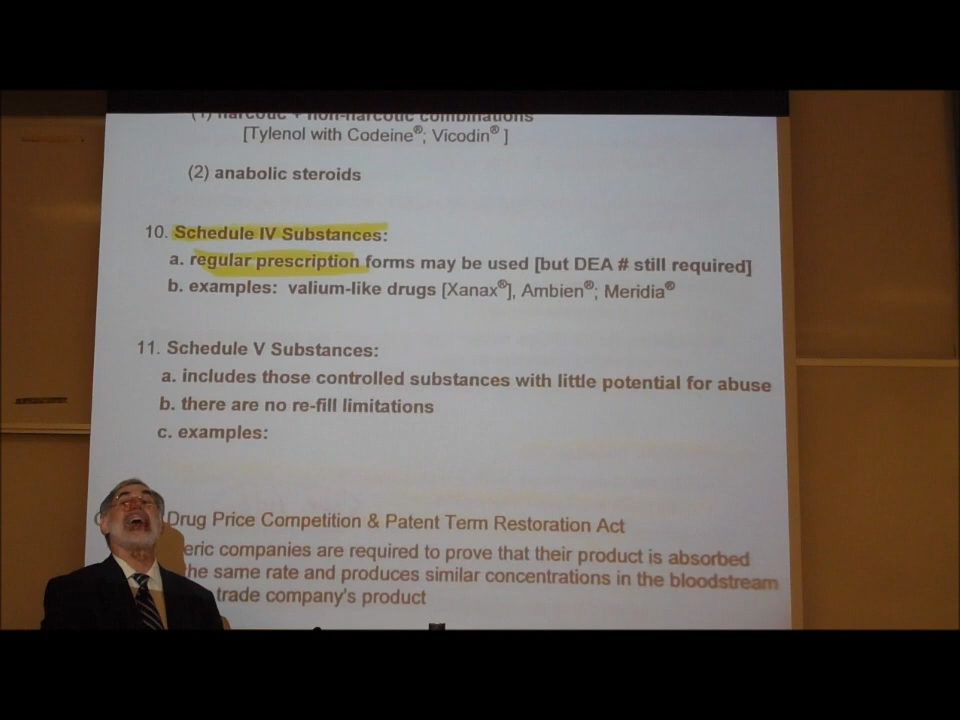 (1) narcotic + non-narcotic combinations
[Tylenol with Codeine®; Vicodin® ]
(2) anabolic steroids
10. Schedule IV Substances:
a. regular prescription forms may be used [but DEA # still required]
b. examples: valium-like drugs [Xanax®], Ambien®; Meridia®
11. Schedule V Substances:
a. includes those controlled substances with little potential for abuse
b. there are no re-fill limitations
c. examples:
Drug Price Competition & Patent Term Restoration Act
eric companies are required to prove that their product is absorbed
the same rate and produces similar concentrations in the bloodstream
trade company's product